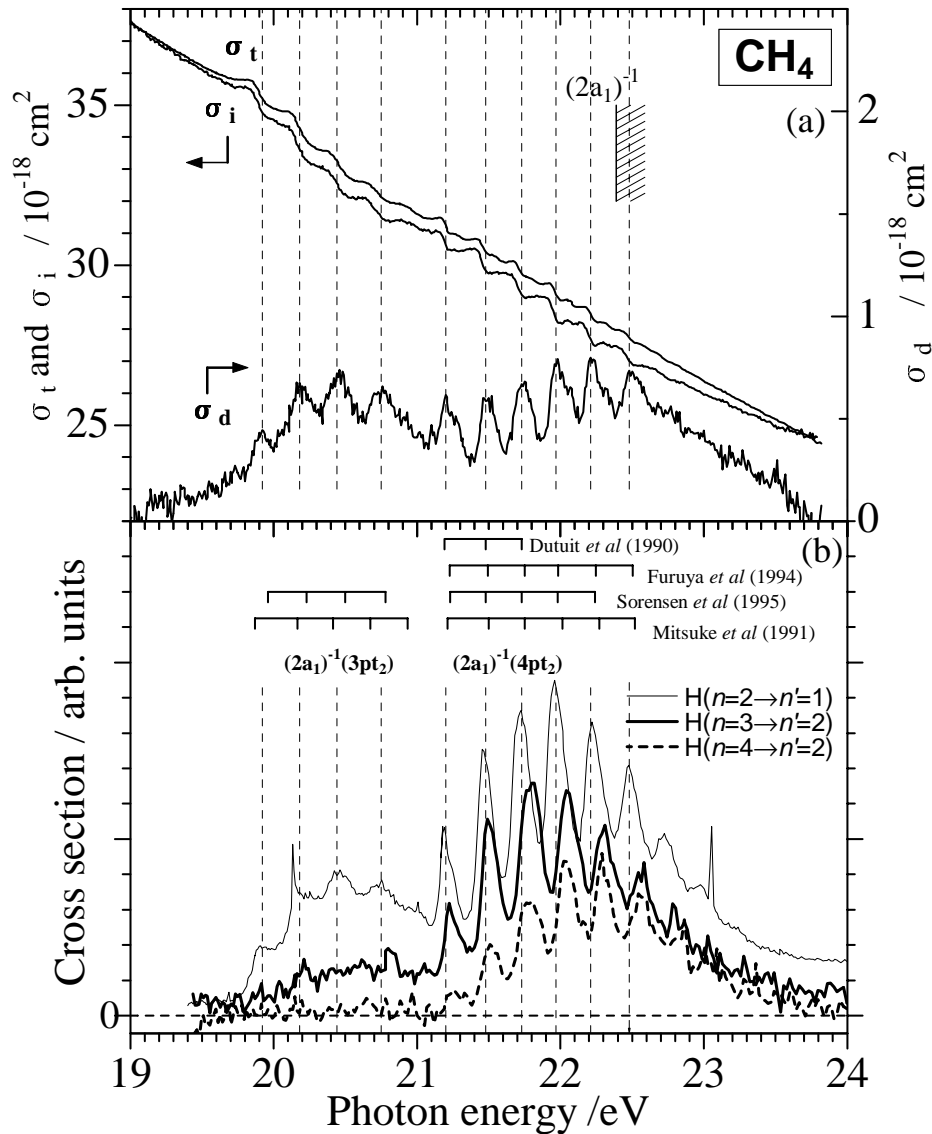 CH₄
σ t
σ i
(2a₁)⁻¹
(a)
35
30
25
σ t and σ i / 10⁻¹⁸ cm²
2
1
0
σ d / 10⁻¹⁸ cm²
σ d
(b)
Dutuit et al (1990)
Furuya et al (1994)
Sorensen et al (1995)
Mitsuke et al (1991)
(2a₁)⁻¹(3pt₂)
(2a₁)⁻¹(4pt₂)
H(n=2→n'=1)
H(n=3→n'=2)
H(n=4→n'=2)
Cross section / arb. units
0
19 20 21 22 23 24
Photon energy /eV